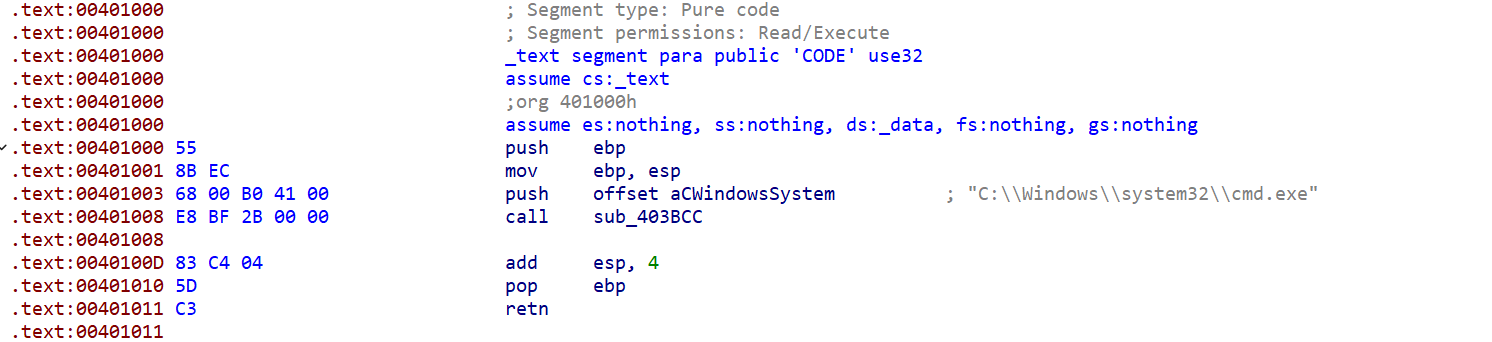 .text:00401000 ; Segment type: Pure code
.text:00401000 ; Segment permissions: Read/Execute
.text:00401000 _text segment para public 'CODE' use32
.text:00401000 assume cs:_text
.text:00401000 ;org 401000h
.text:00401000 assume es:nothing, ss:nothing, ds:_data, fs:nothing, gs:nothing
.text:00401000 55 push ebp
.text:00401001 8B EC mov ebp, esp
.text:00401003 68 00 B0 41 00 push offset aCWindowsSystem ; "C:\\Windows\\system32\\cmd.exe"
.text:00401008 E8 BF 2B 00 00 call sub_403BCC
.text:00401008
.text:0040100D 83 C4 04 add esp, 4
.text:00401010 5D pop ebp
.text:00401011 C3 retn
.text:00401011